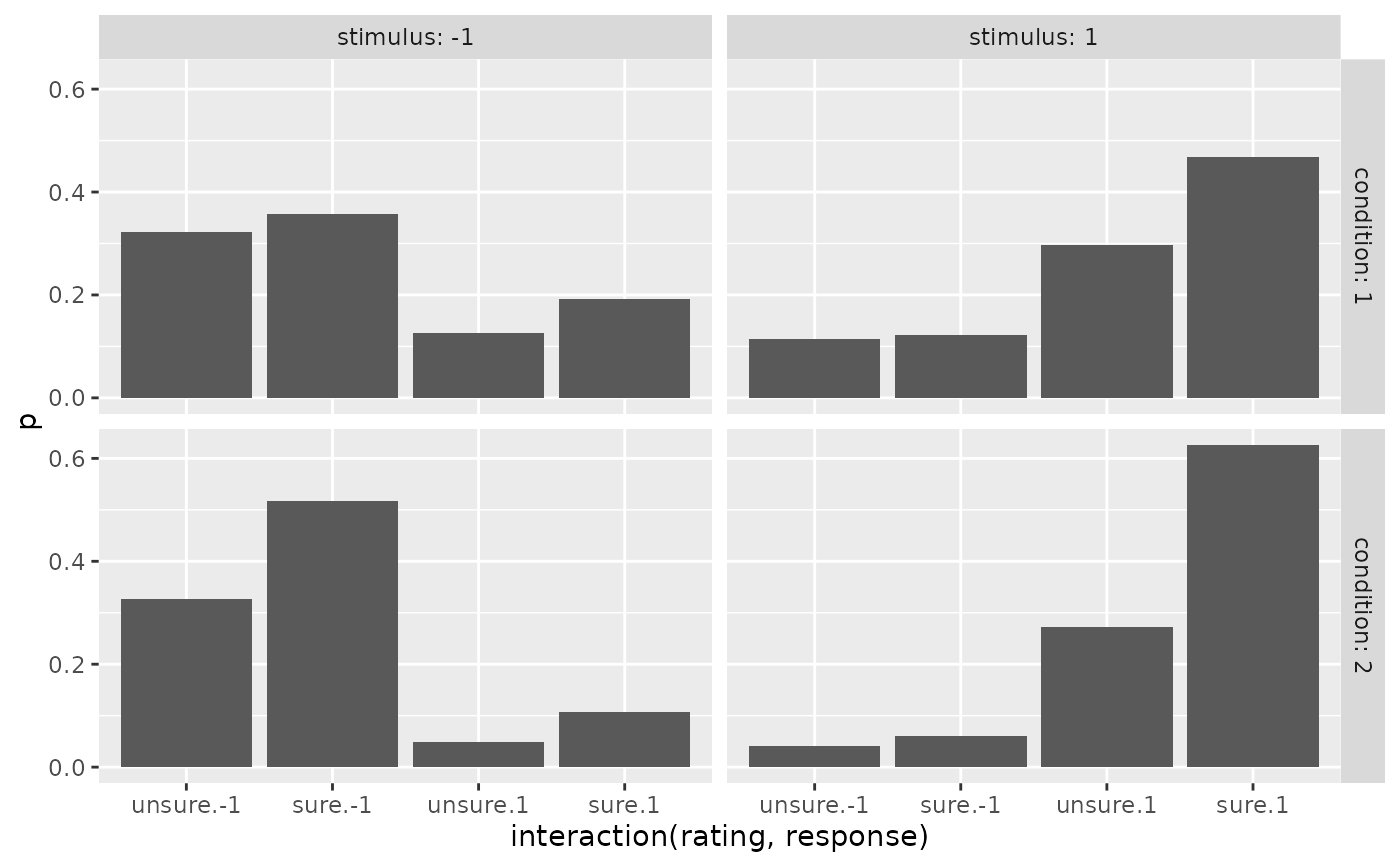 stimulus: -1
stimulus: 1
0.6
0.4
0.2
0.0
condition: 1
p
0.6
0.4
0.2
0.0
condition: 2
unsure.-1
sure.-1
unsure.1
sure.1
unsure.-1
sure.-1
unsure.1
sure.1
interaction(rating, response)